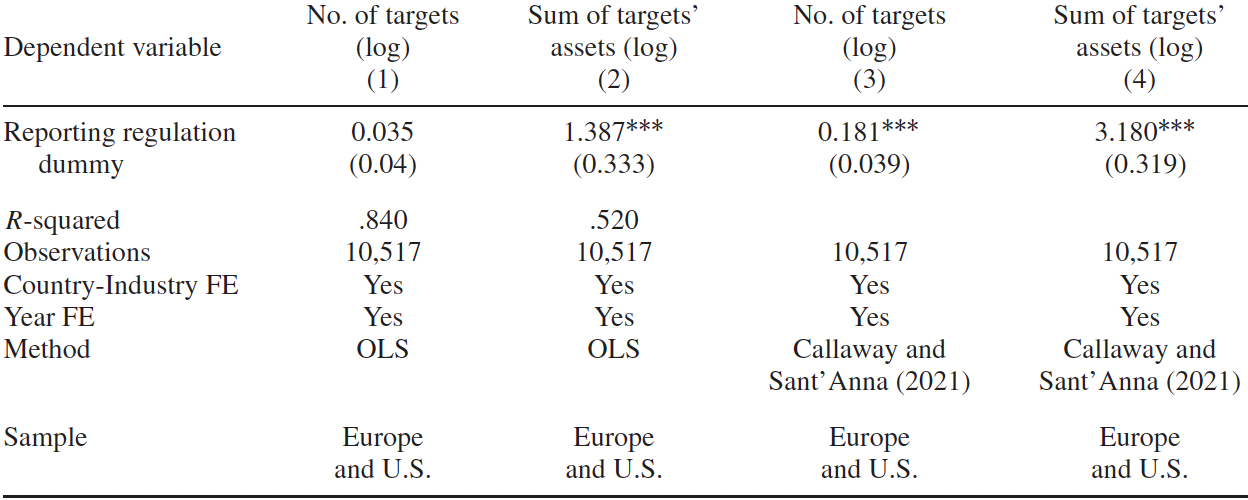 Dependent variable No. of targets (log) (1) Sum of targets’ assets (log) (2) No. of targets (log) (3) Sum of targets’ assets (log) (4)
Reporting regulation dummy 0.035 1.387*** 0.181*** 3.180***
(0.04) (0.333) (0.039) (0.319)
R-squared .840 .520
Observations 10,517 10,517 10,517 10,517
Country-Industry FE Yes Yes Yes Yes
Year FE Yes Yes Yes Yes
Method OLS OLS Callaway and Sant’Anna (2021) Callaway and Sant’Anna (2021)
Sample Europe and U.S. Europe and U.S. Europe and U.S. Europe and U.S.